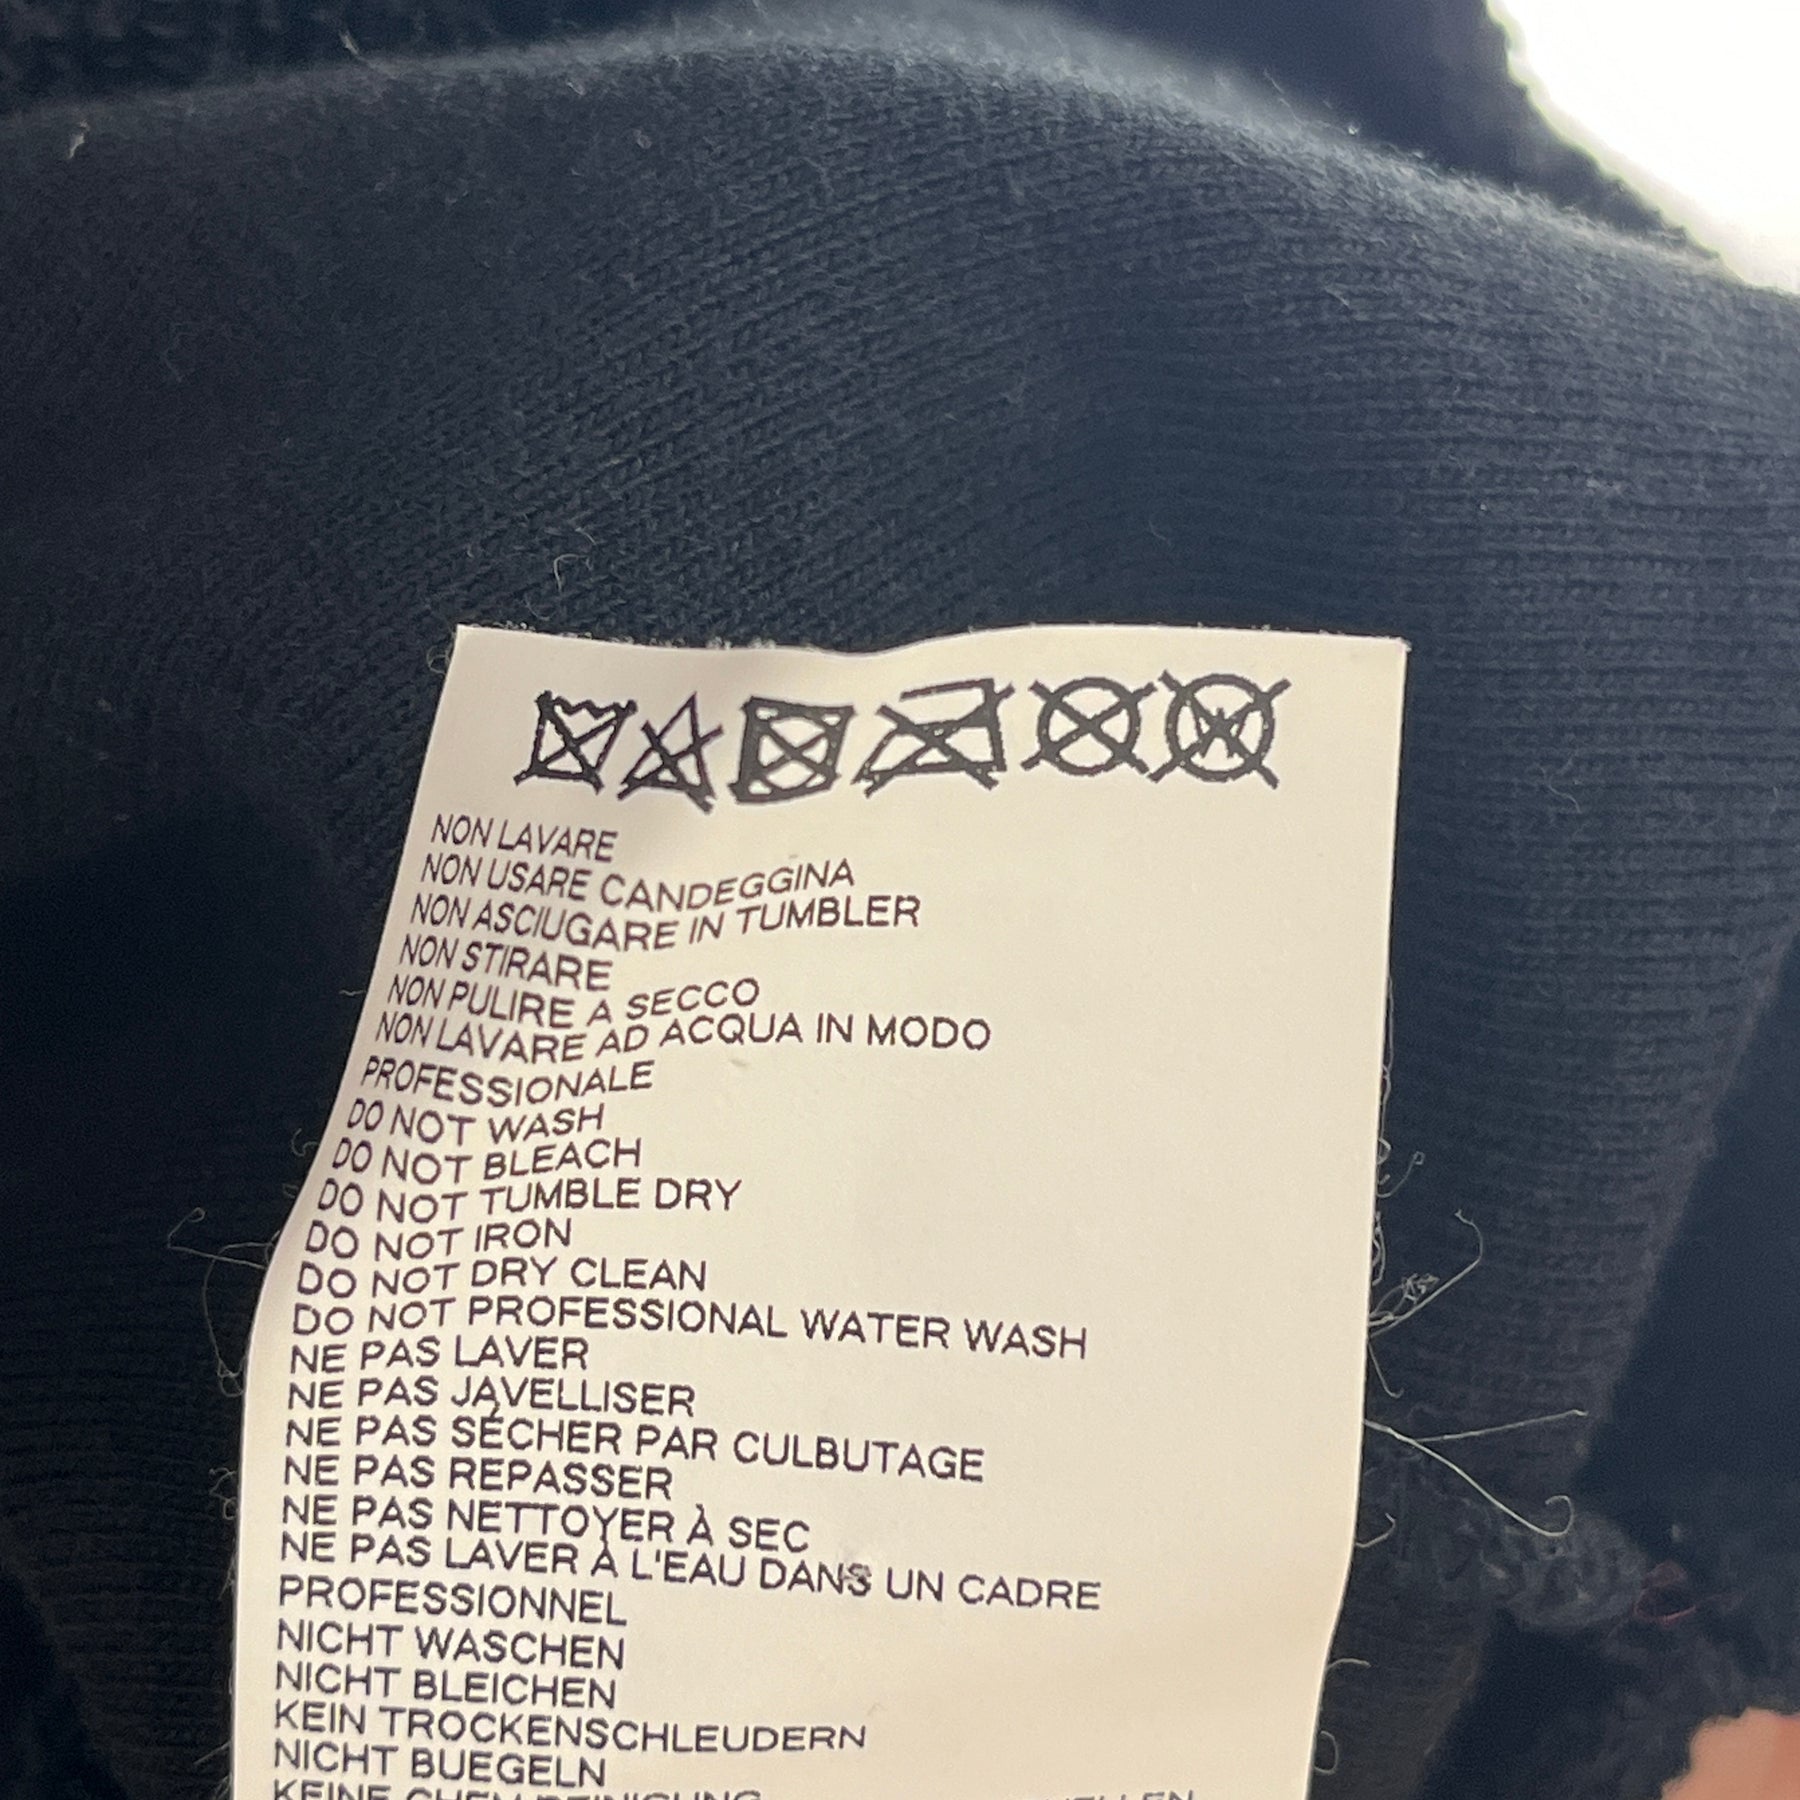 NON LAVARE
NON USARE CANDEGGINA
NON ASCIUGARE IN TUMBLER
NON STIRARE
NON PULIRE A SECCO
NON LAVARE AD ACQUA IN MODO
PROFESSIONALE
DO NOT WASH
DO NOT BLEACH
DO NOT TUMBLE DRY
DO NOT IRON
DO NOT DRY CLEAN
DO NOT PROFESSIONAL WATER WASH
NE PAS LAVER
NE PAS JAVELLISER
NE PAS SÉCHER PAR CULBUTAGE
NE PAS REPASSER
NE PAS NETTOYER À SEC
NE PAS LAVER À L'EAU DANS UN CADRE
PROFESSIONNEL
NICHT WASCHEN
NICHT BLEICHEN
KEIN TROCKENSCHLEUDERN
NICHT BUEGELN